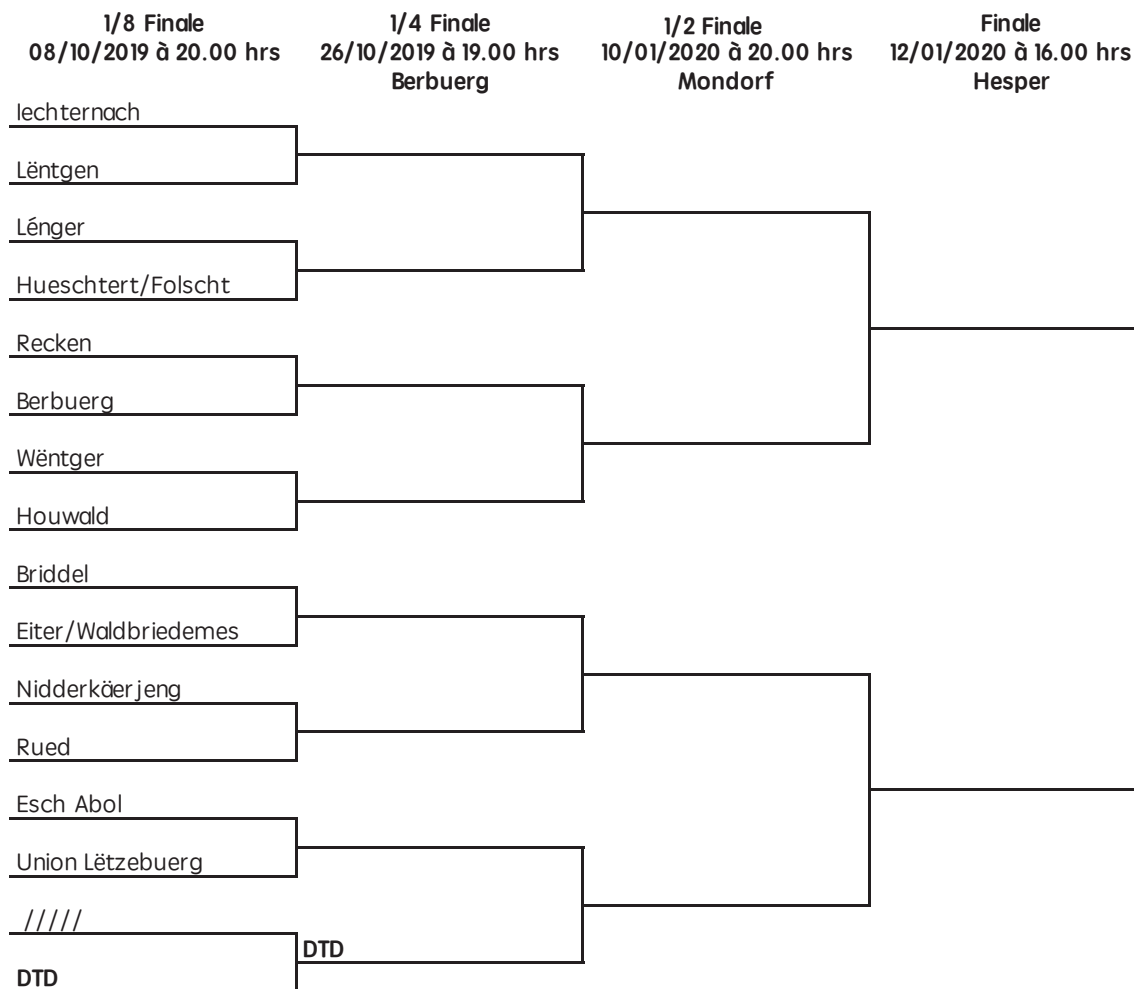 1/8 Finale
08/10/2019 à 20.00 hrs
1/4 Finale
26/10/2019 à 19.00 hrs
Berbuerg
1/2 Finale
10/01/2020 à 20.00 hrs
Mondorf
Finale
12/01/2020 à 16.00 hrs
Hesper
Iechternach
Lëntgen
Lénger
Hueschtert/Folscht
Recken
Berbuerg
Wëntger
Houwald
Briddel
Eiter/Waldbriedemes
Nidderkäerjeng
Rued
Esch Abol
Union Lëtzebuerg
/////
DTD
DTD